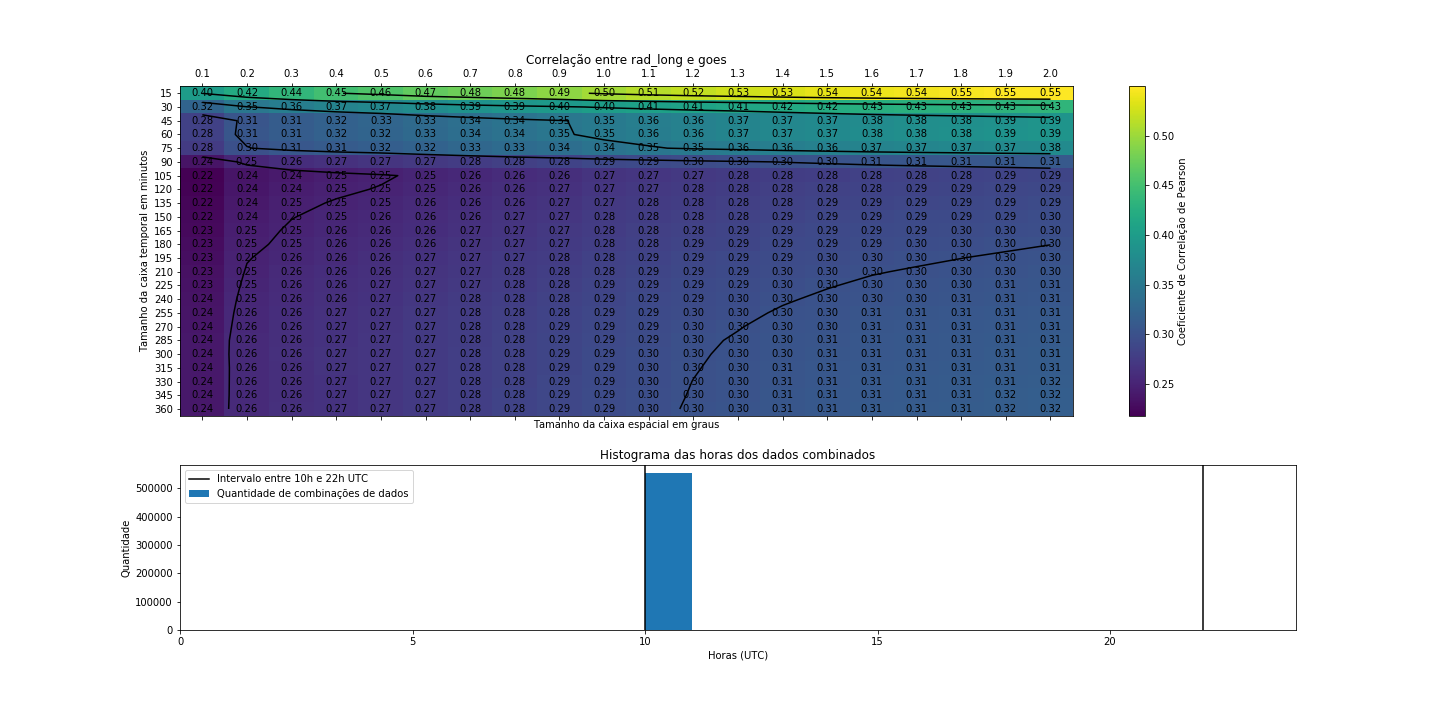 Correlação entre rad_long e goes
0.1 0.2 0.3 0.4 0.5 0.6 0.7 0.8 0.9 1.0 1.1 1.2 1.3 1.4 1.5 1.6 1.7 1.8 1.9 2.0
15 0.40 0.42 0.44 0.45 0.46 0.47 0.48 0.48 0.49 0.50 0.51 0.52 0.53 0.53 0.54 0.54 0.54 0.55 0.55 0.55
30 0.32 0.35 0.36 0.37 0.37 0.38 0.39 0.39 0.40 0.40 0.41 0.41 0.41 0.42 0.42 0.43 0.43 0.43 0.43 0.43
45 0.28 0.31 0.31 0.32 0.33 0.33 0.34 0.34 0.35 0.35 0.36 0.36 0.37 0.37 0.37 0.38 0.38 0.38 0.39 0.39
60 0.28 0.31 0.31 0.32 0.32 0.33 0.34 0.34 0.35 0.35 0.36 0.36 0.37 0.37 0.37 0.38 0.38 0.38 0.39 0.39
75 0.28 0.30 0.31 0.31 0.32 0.32 0.33 0.33 0.34 0.34 0.35 0.35 0.36 0.36 0.36 0.37 0.37 0.37 0.37 0.38
90 0.24 0.25 0.26 0.27 0.27 0.27 0.28 0.28 0.29 0.29 0.29 0.30 0.30 0.30 0.30 0.31 0.31 0.31 0.31 0.31
105 0.22 0.24 0.24 0.25 0.25 0.25 0.26 0.26 0.26 0.27 0.27 0.27 0.28 0.28 0.28 0.28 0.28 0.28 0.29 0.29
120 0.22 0.24 0.24 0.25 0.25 0.25 0.26 0.26 0.27 0.27 0.27 0.28 0.28 0.28 0.28 0.28 0.28 0.29 0.29 0.29
135 0.22 0.24 0.25 0.25 0.25 0.26 0.26 0.27 0.27 0.27 0.28 0.28 0.28 0.29 0.29 0.29 0.29 0.29 0.29 0.29
150 0.22 0.24 0.25 0.25 0.26 0.26 0.26 0.27 0.27 0.28 0.28 0.28 0.28 0.29 0.29 0.29 0.29 0.29 0.29 0.30
165 0.23 0.25 0.25 0.26 0.26 0.26 0.27 0.27 0.27 0.28 0.28 0.29 0.29 0.29 0.29 0.29 0.29 0.30 0.30 0.30
180 0.23 0.25 0.25 0.26 0.26 0.26 0.27 0.27 0.27 0.28 0.28 0.29 0.29 0.29 0.29 0.29 0.30 0.30 0.30 0.30
195 0.23 0.25 0.26 0.26 0.26 0.27 0.27 0.28 0.28 0.28 0.29 0.29 0.29 0.29 0.30 0.30 0.30 0.30 0.30 0.30
210 0.23 0.25 0.26 0.26 0.26 0.27 0.27 0.28 0.28 0.28 0.29 0.29 0.29 0.30 0.30 0.30 0.30 0.30 0.30 0.30
225 0.23 0.25 0.26 0.26 0.27 0.27 0.28 0.28 0.28 0.29 0.29 0.29 0.29 0.30 0.30 0.30 0.30 0.31 0.31 0.31
240 0.24 0.25 0.26 0.26 0.27 0.27 0.28 0.28 0.28 0.29 0.29 0.29 0.30 0.30 0.30 0.30 0.30 0.31 0.31 0.31
255 0.24 0.26 0.26 0.26 0.27 0.27 0.28 0.28 0.29 0.29 0.29 0.30 0.30 0.30 0.30 0.31 0.31 0.31 0.31 0.31
270 0.24 0.26 0.26 0.27 0.27 0.27 0.28 0.28 0.29 0.29 0.29 0.30 0.30 0.30 0.30 0.31 0.31 0.31 0.31 0.31
285 0.24 0.26 0.26 0.27 0.27 0.27 0.28 0.28 0.29 0.29 0.30 0.30 0.30 0.30 0.31 0.31 0.31 0.31 0.31 0.31
300 0.24 0.26 0.26 0.27 0.27 0.27 0.28 0.28 0.29 0.29 0.30 0.30 0.30 0.30 0.31 0.31 0.31 0.31 0.31 0.31
315 0.24 0.26 0.26 0.27 0.27 0.27 0.28 0.28 0.29 0.29 0.30 0.30 0.30 0.31 0.31 0.31 0.31 0.31 0.31 0.31
330 0.24 0.26 0.26 0.27 0.27 0.27 0.28 0.28 0.29 0.29 0.30 0.30 0.30 0.31 0.31 0.31 0.31 0.31 0.31 0.32
345 0.24 0.26 0.26 0.27 0.27 0.27 0.28 0.28 0.29 0.29 0.30 0.30 0.30 0.31 0.31 0.31 0.31 0.31 0.32 0.32
360 0.24 0.26 0.26 0.27 0.27 0.27 0.28 0.28 0.29 0.29 0.30 0.30 0.30 0.31 0.31 0.31 0.31 0.31 0.32 0.32
Tamanho da caixa temporal em minutos
Tamanho da caixa espacial em graus
0.50
0.45
0.40
0.35
0.30
0.25
Coeficiente de Correlação de Pearson
Histograma das horas dos dados combinados
Intervalo entre 10h e 22h UTC
Quantidade de combinações de dados
500000
400000
300000
200000
100000
0
Quantidade
0 5 10 15 20
Horas (UTC)